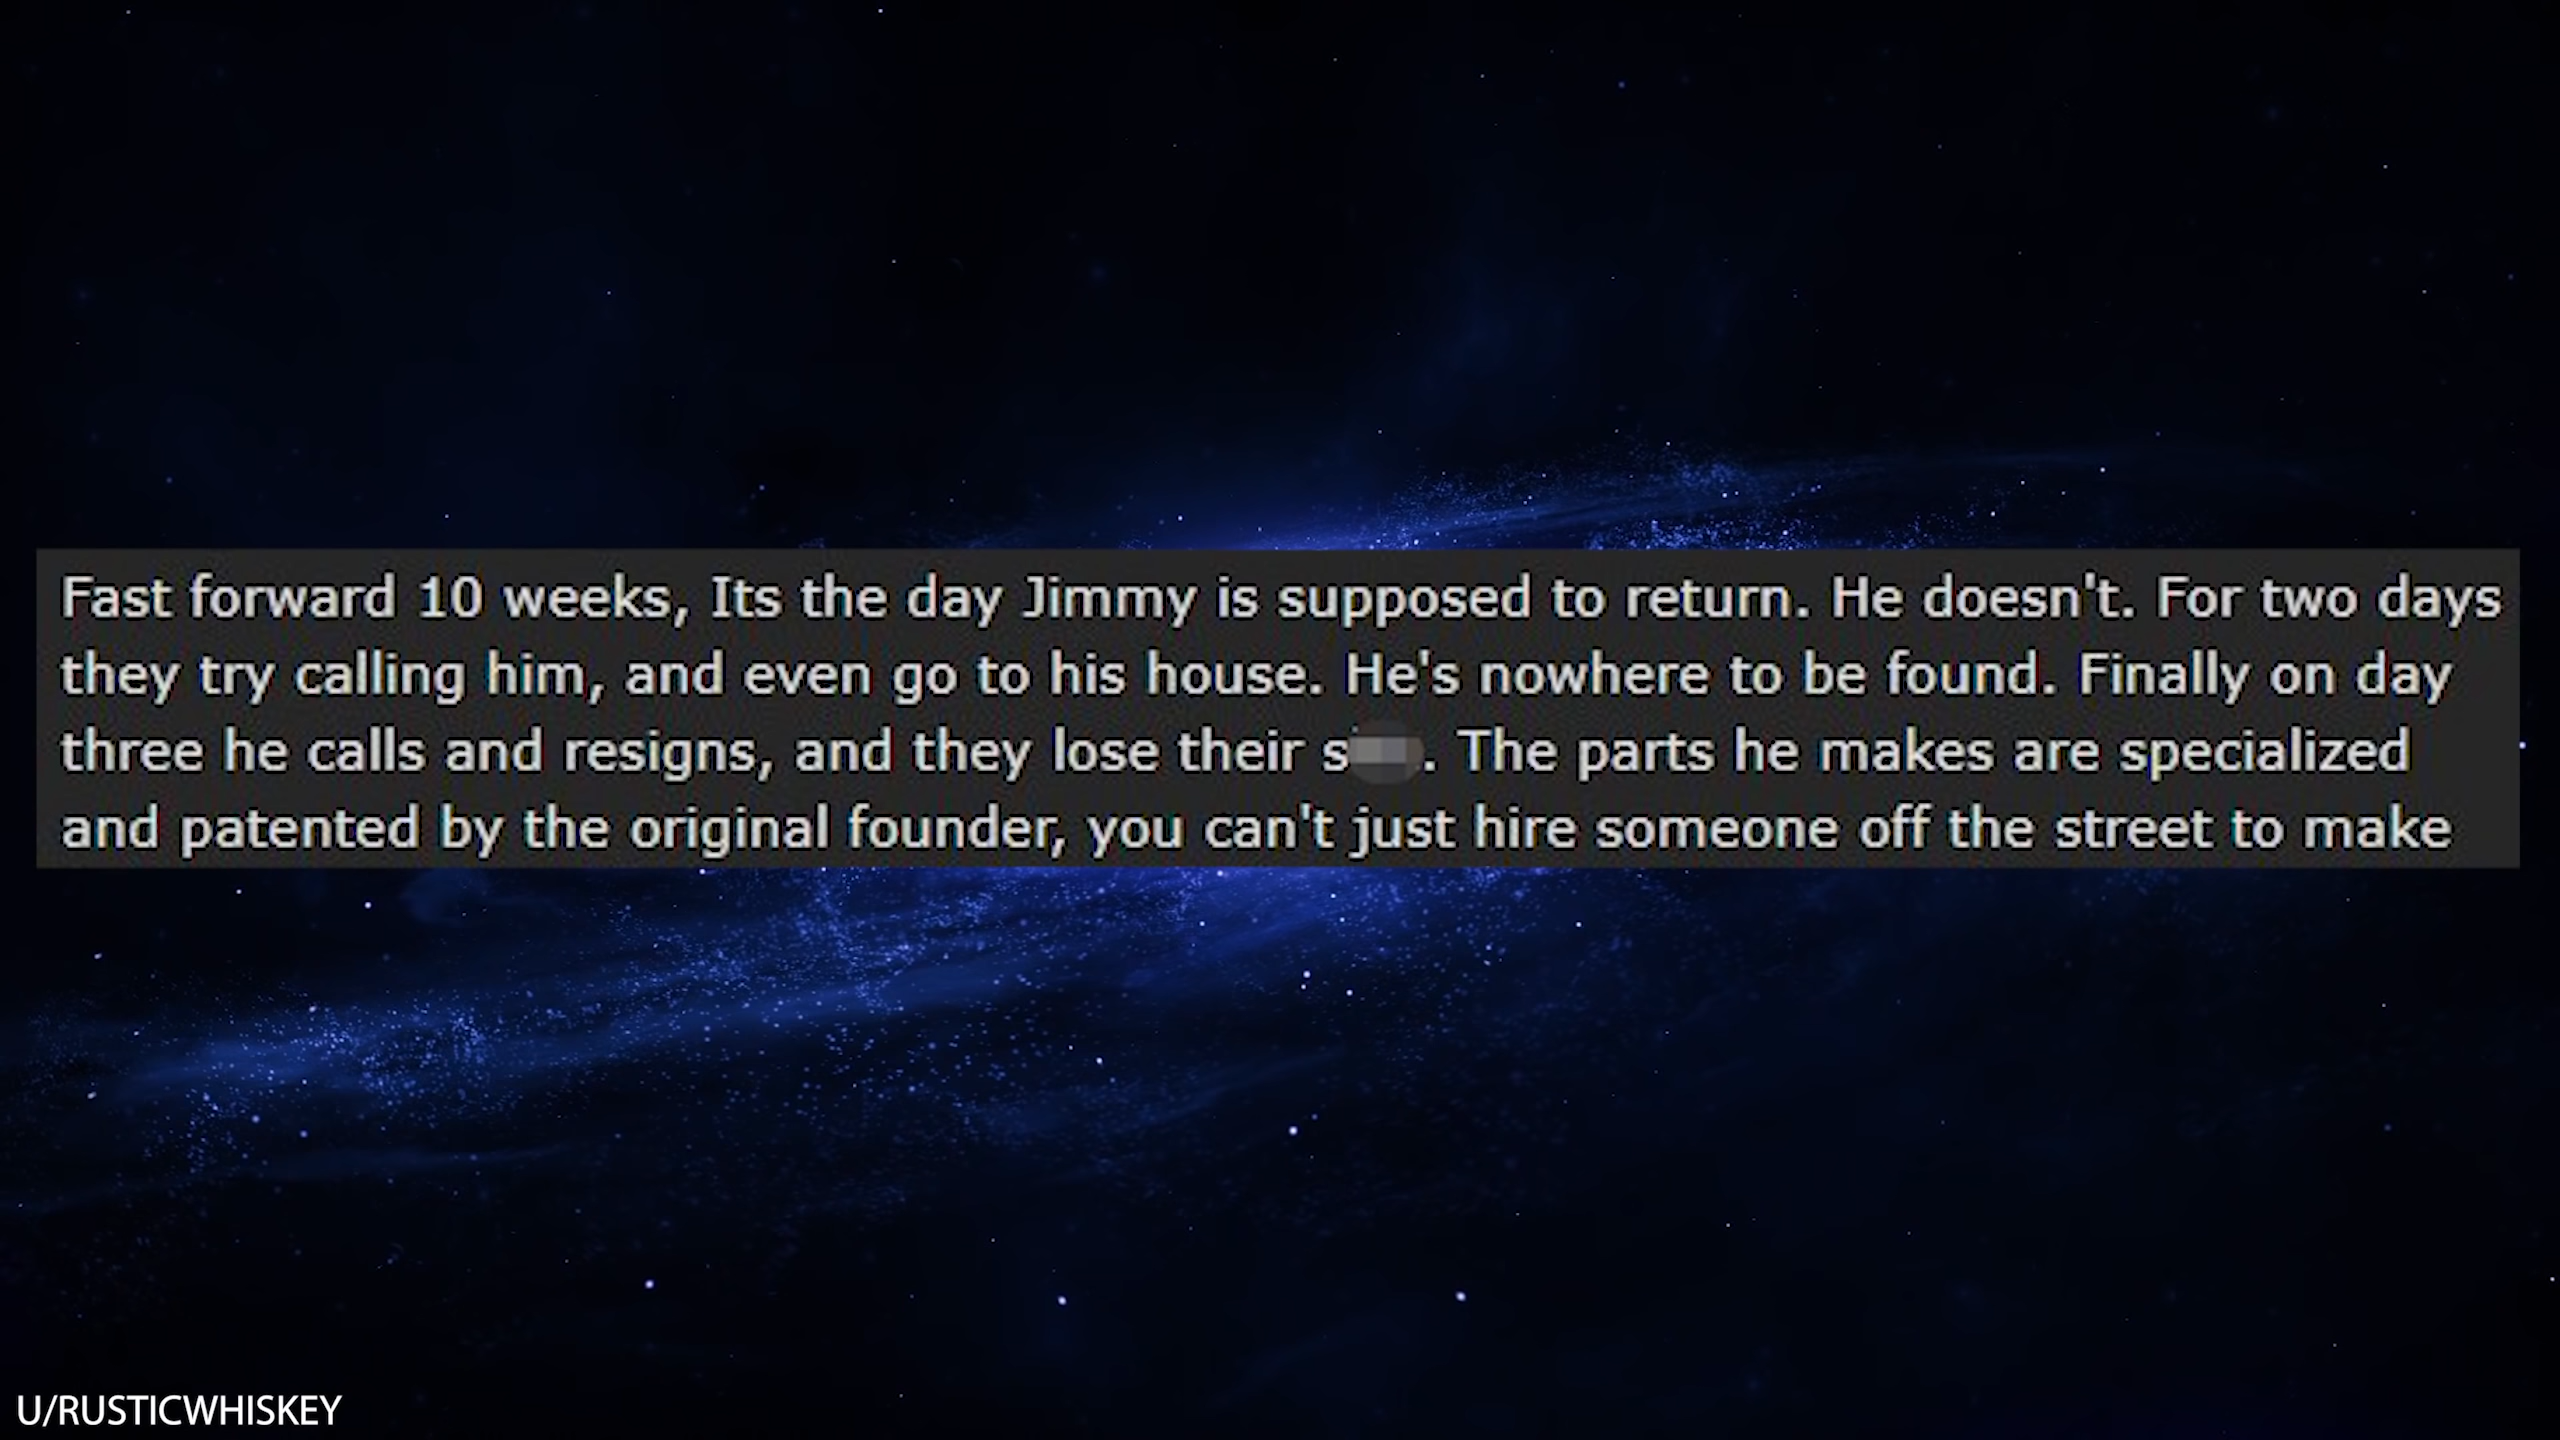 Fast forward 10 weeks, Its the day Jimmy is supposed to return. He doesn't. For two days
they try calling him, and even go to his house. He's nowhere to be found. Finally on day
three he calls and resigns, and they lose their s. The parts he makes are specialized
and patented by the original founder, you can't just hire someone off the street to make
U/RUSTICWHISKEY